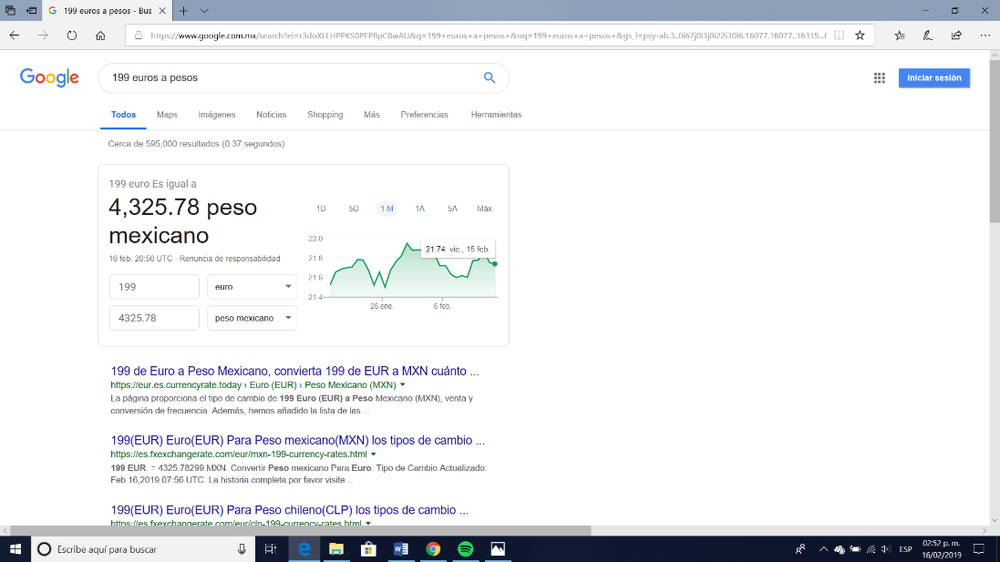 199 euros a pesos - Bus
https://www.google.com.mx/search?ei=r3doXLLHPPKS0PEP8pC8wAU&q=199+euros+a+pesos+&oq=199+euros+a+pesos+&gs_l=psy-ab.3..0i67j0l3j0i22i30l6.16077.16077..16315...0
Google
199 euros a pesos
Iniciar sesión
Todos Maps Imágenes Noticias Shopping Más Preferencias Herramientas
Cerca de 595,000 resultados (0.37 segundos)
199 euro Es igual a
4,325.78 peso
mexicano
16 feb. 20:50 UTC · Renuncia de responsabilidad
199 euro
4325.78 peso mexicano
1D 5D 1 M 1A 5A Máx.
22.0
21.74 vie., 15 feb.
21.8
21.6
21.4
26 ene. 6 feb.
199 de Euro a Peso Mexicano, convierta 199 de EUR a MXN cuánto ...
https://eur.es.currencyrate.today › Euro (EUR) › Peso Mexicano (MXN)
La página proporciona el tipo de cambio de 199 Euro (EUR) a Peso Mexicano (MXN), venta y
conversión de frecuencia. Además, hemos añadido la lista de las ...
199(EUR) Euro(EUR) Para Peso mexicano(MXN) los tipos de cambio ...
https://es.fxexchangerate.com/eur/mxn-199-currency-rates.html
199 EUR. = 4325.78299 MXN. Convertir Peso mexicano Para Euro. Tipo de Cambio Actualizado:
Feb 16,2019 07:56 UTC. La historia completa por favor visite ...
199(EUR) Euro(EUR) Para Peso chileno(CLP) los tipos de cambio ...
https://es.fxexchangerate.com/eur/clp-199-currency-rates.html
Escribe aquí para buscar
ESP
02:52 p. m.
16/02/2019